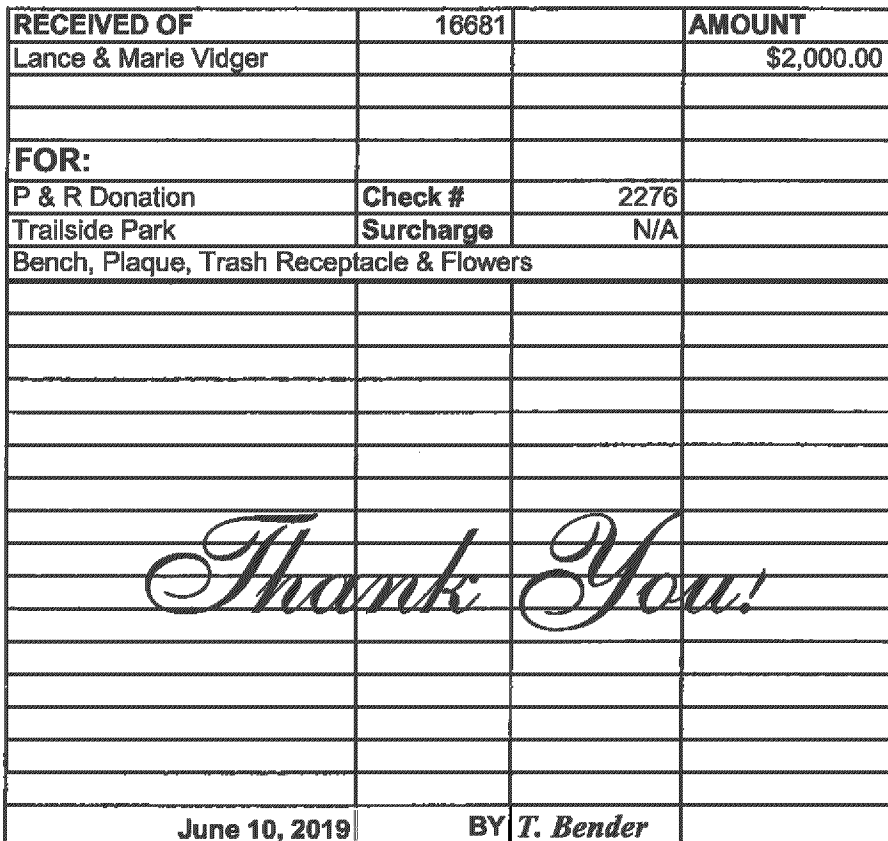 RECEIVED OF 16681 AMOUNT
Lance & Marie Vidger $2,000.00
FOR:
P & R Donation Check # 2276
Trailside Park Surcharge N/A
Bench, Plaque, Trash Receptacle & Flowers
Thank You!
June 10, 2019 BY T. Bender